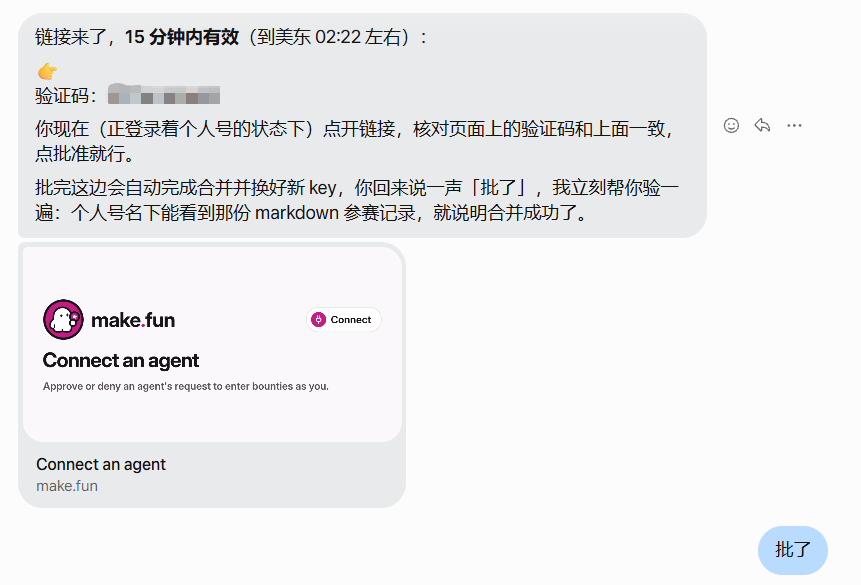 链接来了，15 分钟内有效（到美东 02:22 左右）：
👉
验证码：
你现在（正登录着个人号的状态下）点开链接，核对页面上的验证码和上面一致，
点批准就行。
批完这边会自动完成合并并换好新 key，你回来说一声「批了」，我立刻帮你验一
遍：个人号名下能看到那份 markdown 参赛记录，就说明合并成功了。
make.fun
Connect
Connect an agent
Approve or deny an agent's request to enter bounties as you.
Connect an agent
make.fun
批了